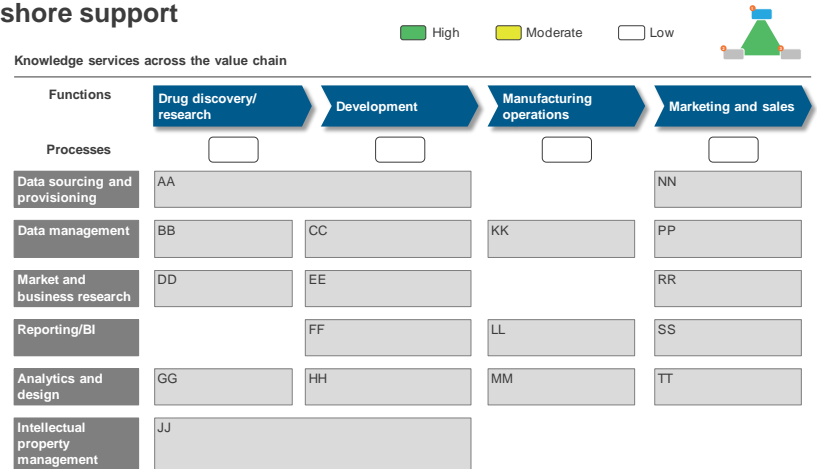 shore support
High
Moderate
Low
Knowledge services across the value chain
Functions
Drug discovery/
research
Development
Manufacturing
operations
Marketing and sales
Processes
Data sourcing and
provisioning
AA
NN
Data management
BB
CC
KK
PP
Market and
business research
DD
EE
RR
Reporting/BI
FF
LL
SS
Analytics and
design
GG
HH
MM
TT
Intellectual
property
management
JJ